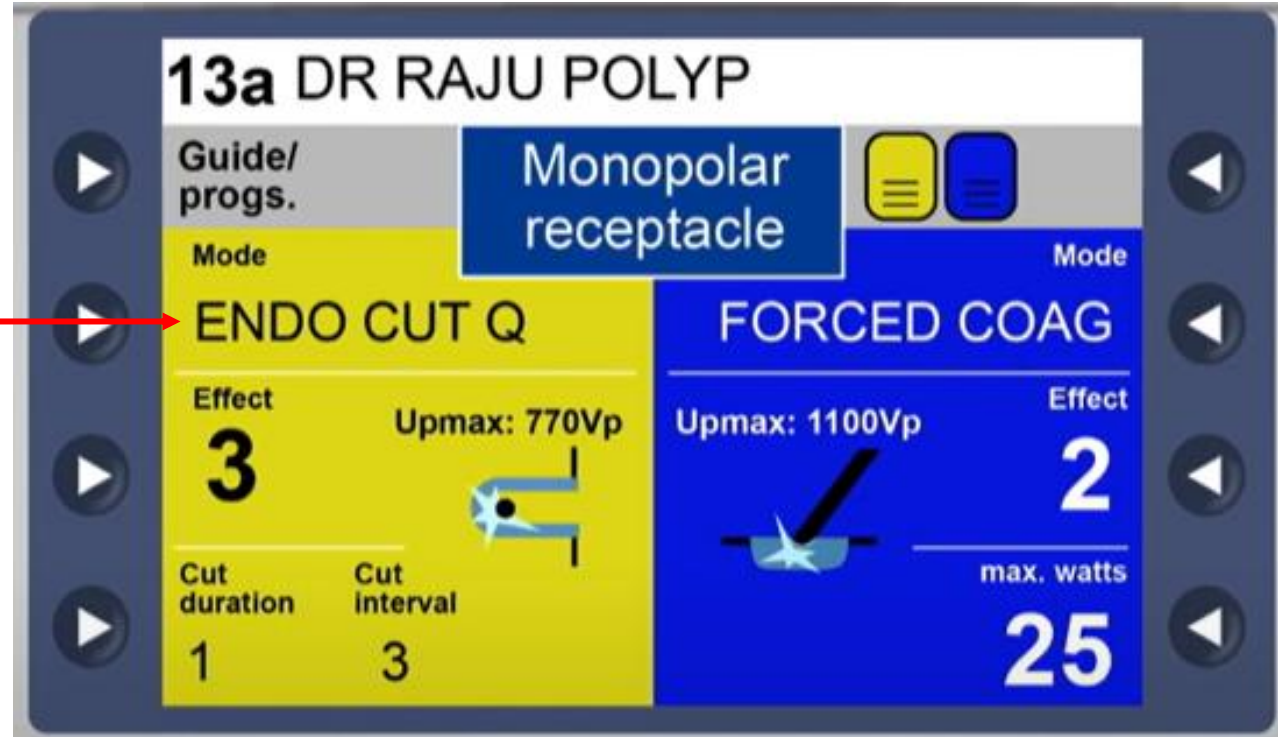 13a DR RAJU POLYP
Guide/
progs.
Monopolar
receptacle
Mode
ENDO CUT Q
Effect
3
Upmax: 770Vp
Cut
duration
1
Cut
interval
3
Mode
FORCED COAG
Upmax: 1100Vp
Effect
2
max. watts
25